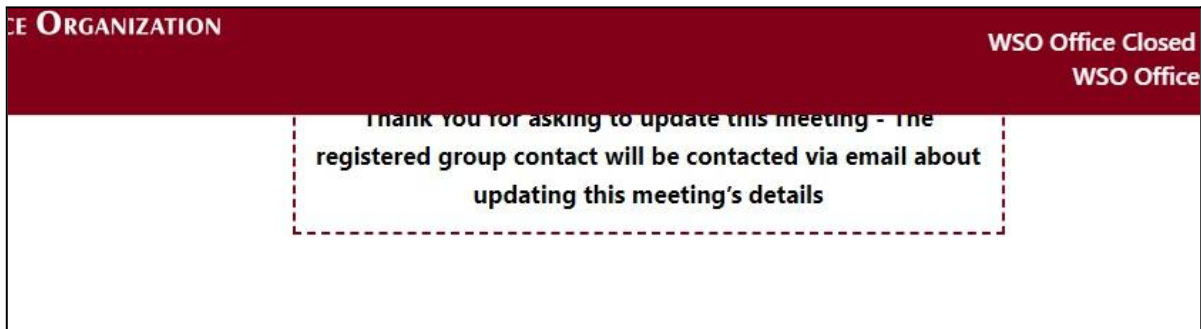 CE ORGANIZATION
WSO Office Closed
WSO Office
Thank You for asking to update this meeting - The
registered group contact will be contacted via email about
updating this meeting’s details